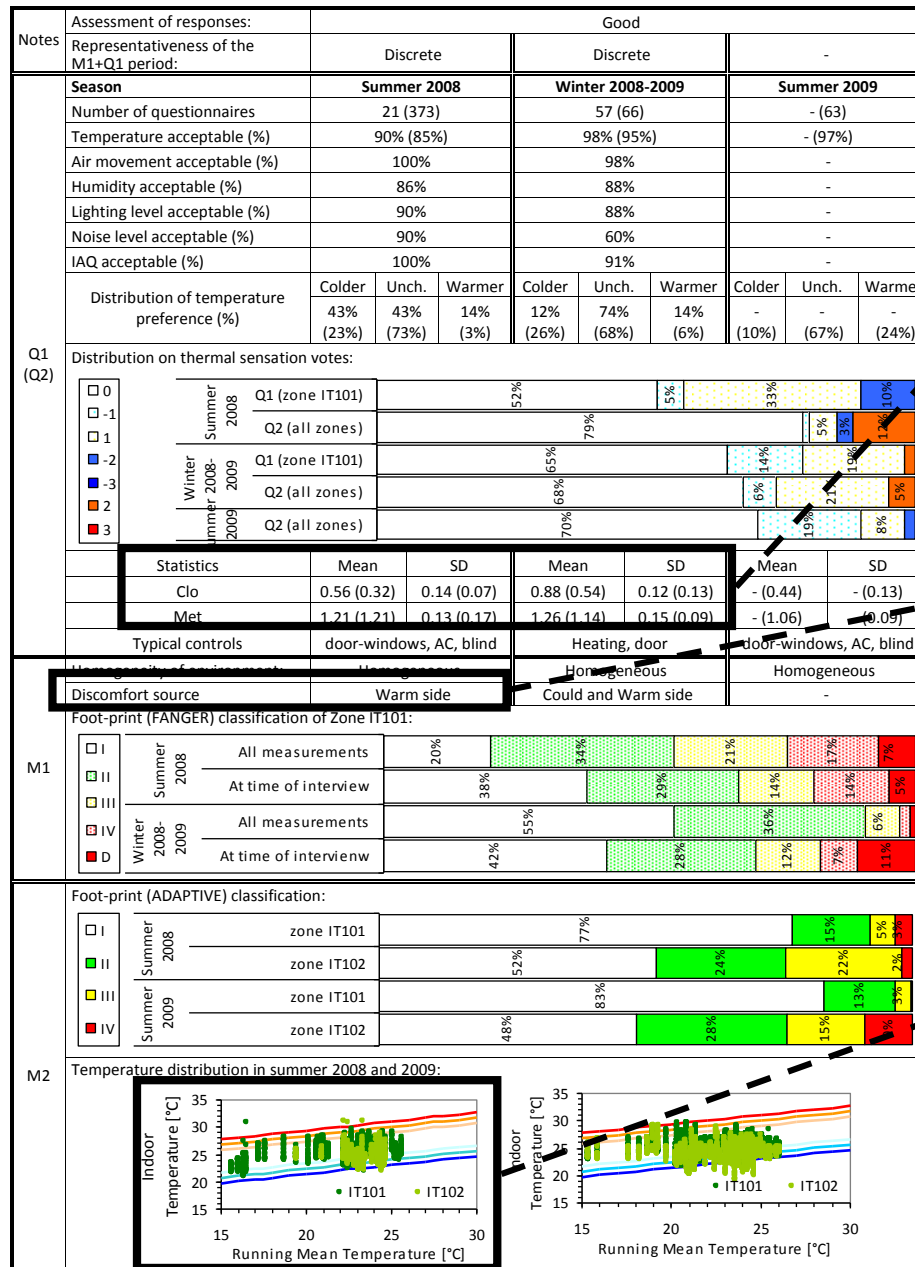 Notes
Assessment of responses: Good
Representativeness of the
M1+Q1 period: Discrete Discrete -
Q1
(Q2)
Season Summer 2008 Winter 2008-2009 Summer 2009
Number of questionnaires 21 (373) 57 (66) - (63)
Temperature acceptable (%) 90% (85%) 98% (95%) - (97%)
Air movement acceptable (%) 100% 98% -
Humidity acceptable (%) 86% 88% -
Lighting level acceptable (%) 90% 88% -
Noise level acceptable (%) 90% 60% -
IAQ acceptable (%) 100% 91% -
Distribution of temperature
preference (%)
Colder Unch. Warmer Colder Unch. Warmer Colder Unch. Warme
43% 43% 14% 12% 74% 14% - - -
(23%) (73%) (3%) (26%) (68%) (6%) (10%) (67%) (24%)
Distribution on thermal sensation votes:
0
-1
1
-2
-3
2
3
Summer
2008
Q1 (zone IT101) 52% 5% 33% 10%
Q2 (all zones) 79% 5% 3% 12%
Winter 2008-
2009
Q1 (zone IT101) 65% 14% 19%
Q2 (all zones) 68% 6% 21% 5%
ummer
2009
Q2 (all zones) 70% 19% 8%
Statistics Mean SD Mean SD Mean SD
Clo 0.56 (0.32) 0.14 (0.07) 0.88 (0.54) 0.12 (0.13) - (0.44) - (0.13)
Met 1.21 (1.21) 0.13 (0.17) 1.26 (1.14) 0.15 (0.09) - (1.06) (0.09)
Typical controls door-windows, AC, blind Heating, door door-windows, AC, blind
M1
Homogeneity of environment: Homogeneous Homogeneous Homogeneous
Discomfort source Warm side Could and Warm side -
Foot-print (FANGER) classification of Zone IT101:
I
II
III
IV
D
Summer
2008
All measurements 20% 34% 21% 17% 7%
At time of interview 38% 29% 14% 14% 5%
Winter
2008-
2009
All measurements 55% 36% 6%
At time of intervienw 42% 28% 12% 7% 11%
M2
Foot-print (ADAPTIVE) classification:
I
II
III
IV
Summer
2008
zone IT101 77% 15% 5% 3%
zone IT102 52% 24% 22% 2%
Summer
2009
zone IT101 83% 13% 3%
zone IT102 48% 28% 15%
Temperature distribution in summer 2008 and 2009:
Indoor
Temperature [°C]
35
30
25
20
15
IT101 IT102
15 20 25 30
Running Mean Temperature [°C]
Indoor
Temperature [°C]
35
30
25
20
15
IT101 IT102
15 20 25 30
Running Mean Temperature [°C]